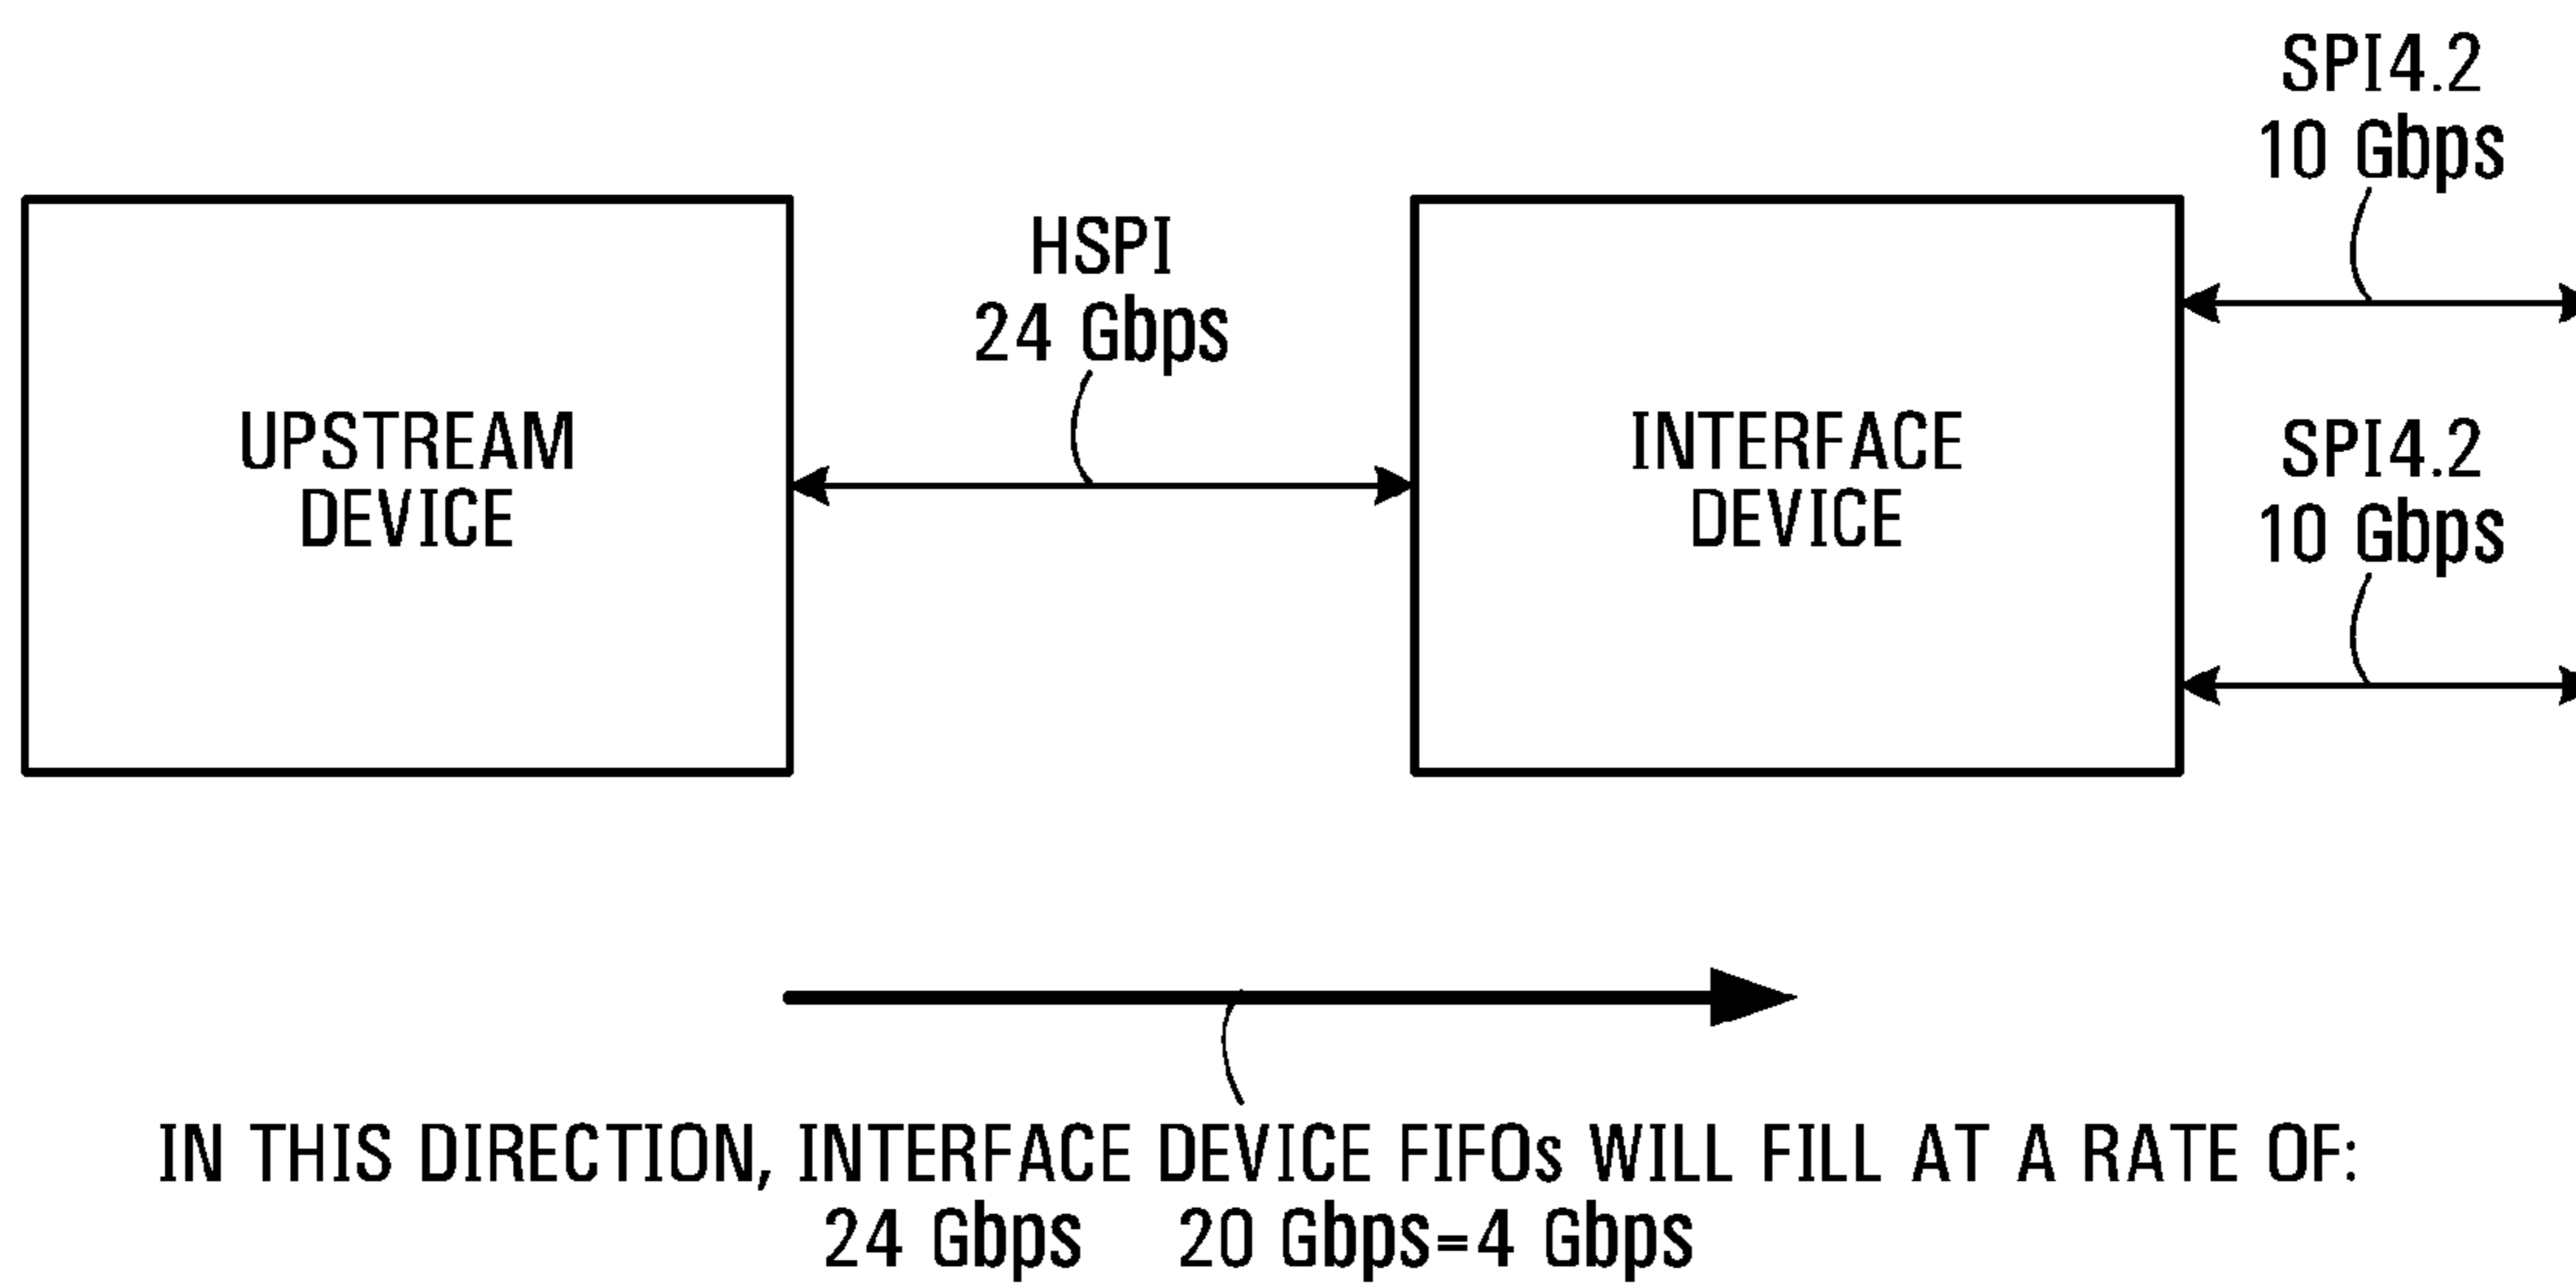 SPI4.2
10 Gbps
HSPI
24 Gbps
UPSTREAM
DEVICE
INTERFACE
DEVICE
SPI4.2
10 Gbps
IN THIS DIRECTION, INTERFACE DEVICE FIFOs WILL FILL AT A RATE OF:
24 Gbps 20 Gbps=4 Gbps